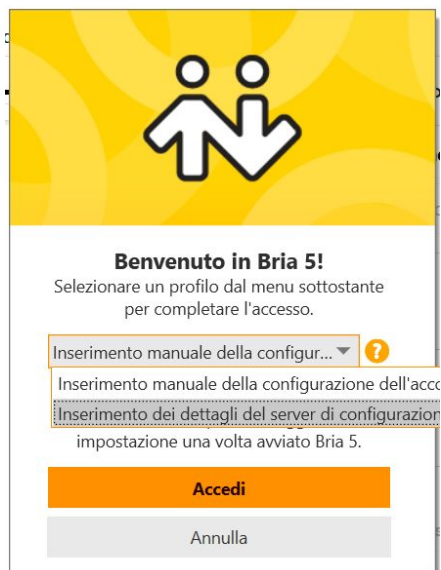 Benvenuto in Bria 5!
Selezionare un profilo dal menu sottostante
per completare l'accesso.
Inserimento manuale della configur...
?
Inserimento manuale della configurazione dell'acco
Inserimento dei dettagli del server di configurazion
impostazione una volta avviato Bria 5.
Accedi
Annulla